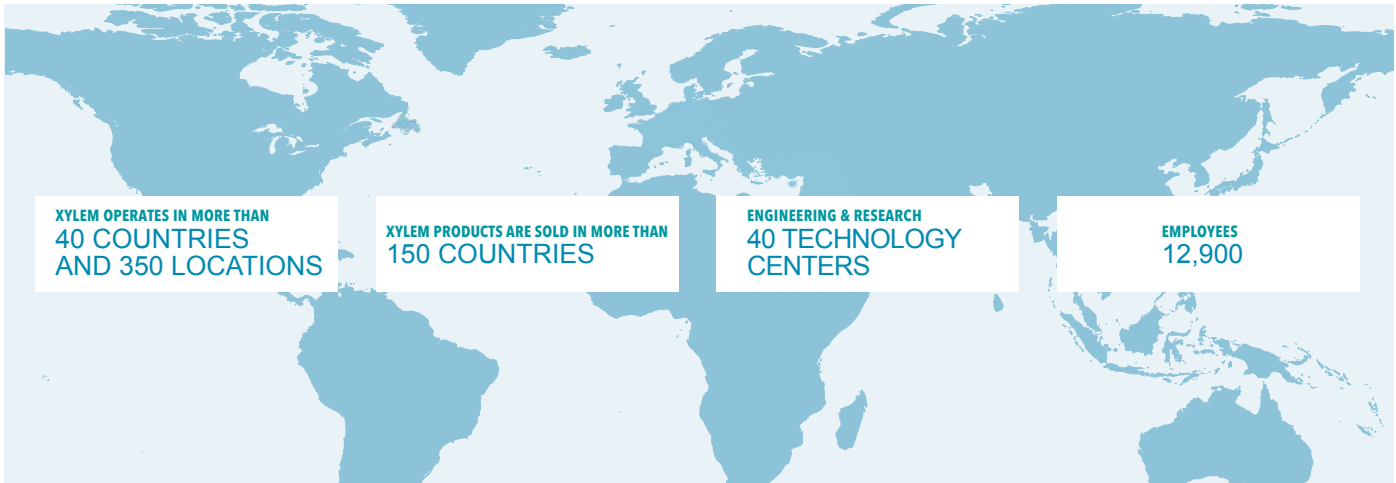 XYLEM OPERATES IN MORE THAN
40 COUNTRIES
AND 350 LOCATIONS
XYLEM PRODUCTS ARE SOLD IN MORE THAN
150 COUNTRIES
ENGINEERING & RESEARCH
40 TECHNOLOGY
CENTERS
EMPLOYEES
12,900